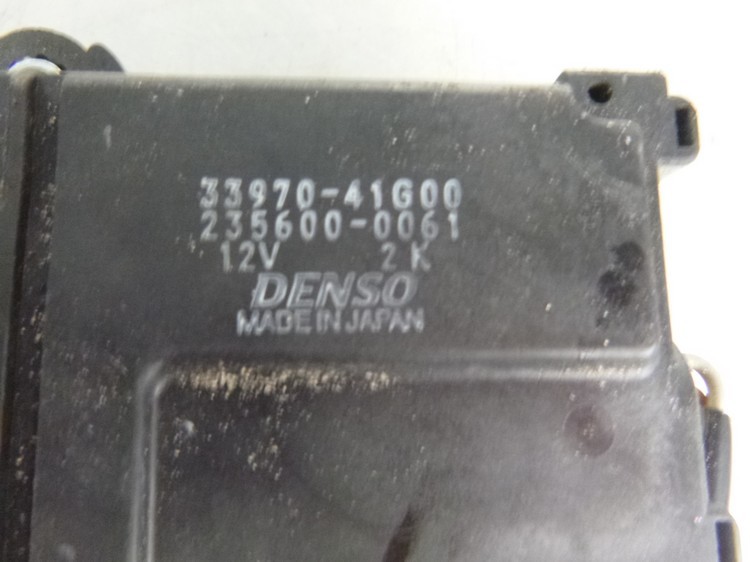 33970-41G00
235600-0061
12V 2K
DENSO
MADE IN JAPAN